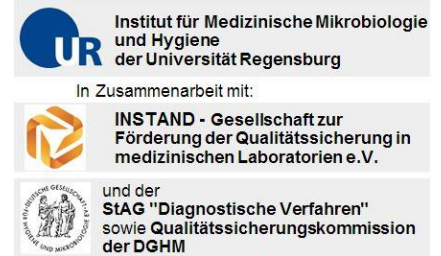 UR
Institut für Medizinische Mikrobiologie
und Hygiene
der Universität Regensburg
In Zusammenarbeit mit:
INSTAND - Gesellschaft zur
Förderung der Qualitätssicherung in
medizinischen Laboratorien e.V.
und der
StAG "Diagnostische Verfahren"
sowie Qualitätssicherungskommission
der DGHM